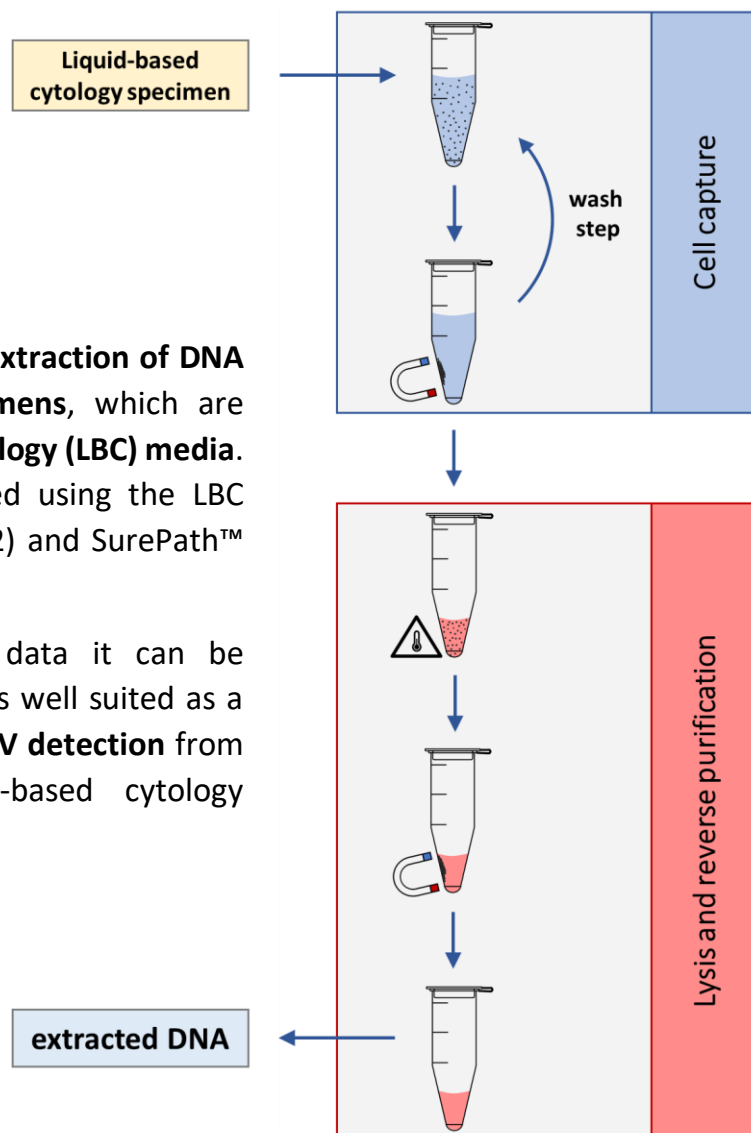 Liquid-based
cytology specimen
wash
step
Cell capture
xtraction of DNA
mens, which are
logy (LBC) media.
ed using the LBC
2) and SurePath™
data it can be
s well suited as a
V detection from
-based cytology
Lysis and reverse purification
extracted DNA